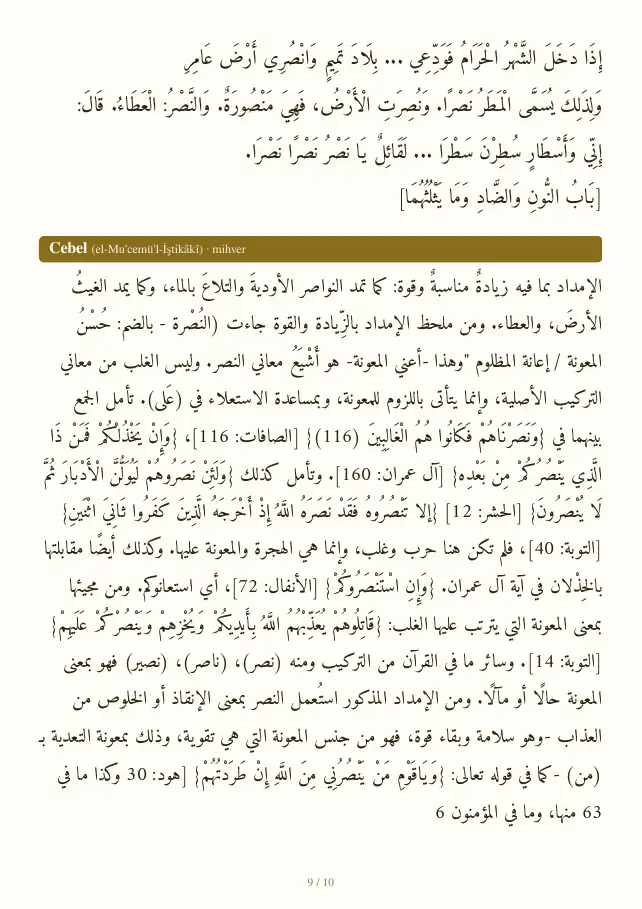 إِذَا دَخَلَ الشَّهْرُ الْحَرَامُ فَوَدِّعِي ... بِلَادَ تَمِيمٍ وَانْصُرِي أَرْضَ عَامِرِ
وَلِذَلِكَ يُسَمَّى الْمَطَرُ نَصْرًا. وَنُصِرَتِ الْأَرْضُ، فَهِيَ مَنْصُورَةٌ. وَالنَّصْرُ: الْعَطَاءُ. قَالَ:
إِنِّي وَأَسْطَارٍ سُطِرْنَ سَطْرَا ... لَقَائِلٌ يَا نَصْرُ نَصْرًا نَصْرَا.
[بَابُ النُّونِ وَالضَّادِ وَمَا يَثْلُثُهُمَا]
Cebel (el-Mu'cemü'l-İştikâkî) · mihver
الإمداد بما فيه زيادةٌ مناسبةٌ وقوة: كما تمد النواصر الأوديةَ والتلاعَ بالماء، وكما يمد الغيثُ
الأرضَ، والعطاء. ومن ملحظ الإمداد بالزِّيادة والقوة جاءت (النُصْرة - بالضم: حُسْنُ
المعونة / إعانة المظلوم "وهذا -أعني المعونة- هو أَشْيَعُ معاني النصر. وليس الغلب من معاني
التركيب الأصلية، وإنما يتأتى باللزوم للمعونة، وبمساعدة الاستعلاء في (عَلى). تأمل الجمع
بينهما في {وَنَصَرْنَاهُمْ فَكَانُوا هُمُ الْغَالِبِينَ (116)} [الصافات: 116]، {وَإِنْ يَخْذُلْكُمْ فَمَنْ ذَا
الَّذِي يَنْصُرُكُمْ مِنْ بَعْدِهِ} [آل عمران: 160]. وتأمل كذلك {وَلَئِنْ نَصَرُوهُمْ لَيُوَلُّنَّ الْأَدْبَارَ ثُمَّ
لَا يُنْصَرُونَ} [الحشر: 12] {إلا تَنْصُرُوهُ فَقَدْ نَصَرَهُ اللَّهُ إِذْ أَخْرَجَهُ الَّذِينَ كَفَرُوا ثَانِيَ اثْنَيْنِ}
[التوبة: 40]، فلم تكن هنا حرب وغلب، وإنما هي الهجرة والمعونة عليها. وكذلك أيضًا مقابلتها
بالخِذْلان في آية آل عمران. {وَإِنِ اسْتَنْصَرُوكُمْ} [الأنفال: 72]، أي استعانوكم. ومن مجيئها
بمعنى المعونة التي يترتب عليها الغلب: {قَاتِلُوهُمْ يُعَذِّبْهُمُ اللَّهُ بِأَيْدِيكُمْ وَيُخْزِهِمْ وَيَنْصُرْكُمْ عَلَيْهِمْ}
[التوبة: 14]. وسائر ما في القرآن من التركيب ومنه (نصر)، (ناصر)، (نصير) فهو بمعنى
المعونة حالًا أو مآلًا. ومن الإمداد المذكور استُعمل النصر بمعنى الإنقاذ أو الخلوص من
العذاب -وهو سلامة وبقاء قوة، فهو من جنس المعونة التي هي تقوية، وذلك بمعونة التعدية بـ
(من) -كما في قوله تعالى: {وَيَاقَوْمِ مَنْ يَنْصُرُنِي مِنَ اللَّهِ إِنْ طَرَدْتُهُمْ} [هود: 30 وكذا ما في
63 منها، وما في المؤمنون 6
9 / 10